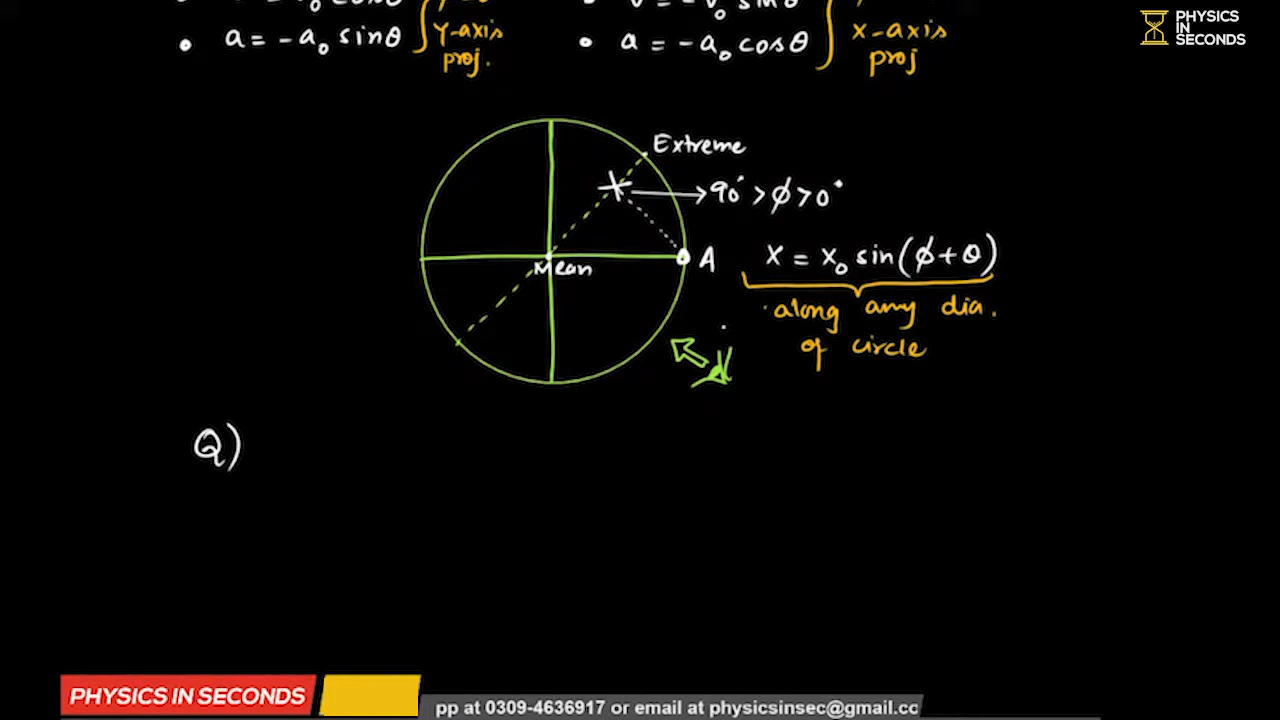 • a = -a₀ sinθ
Y-axis
proj.
• a = -a₀ cosθ
x-axis
proj
PHYSICS
IN
SECONDS
Extreme
90° > ϕ > 0°
Mean
A
x = x₀ sin(ϕ+θ)
along any dia.
of circle
Q)
PHYSICS IN SECONDS
pp at 0309-4636917 or email at physicsinsec@gmail.cc